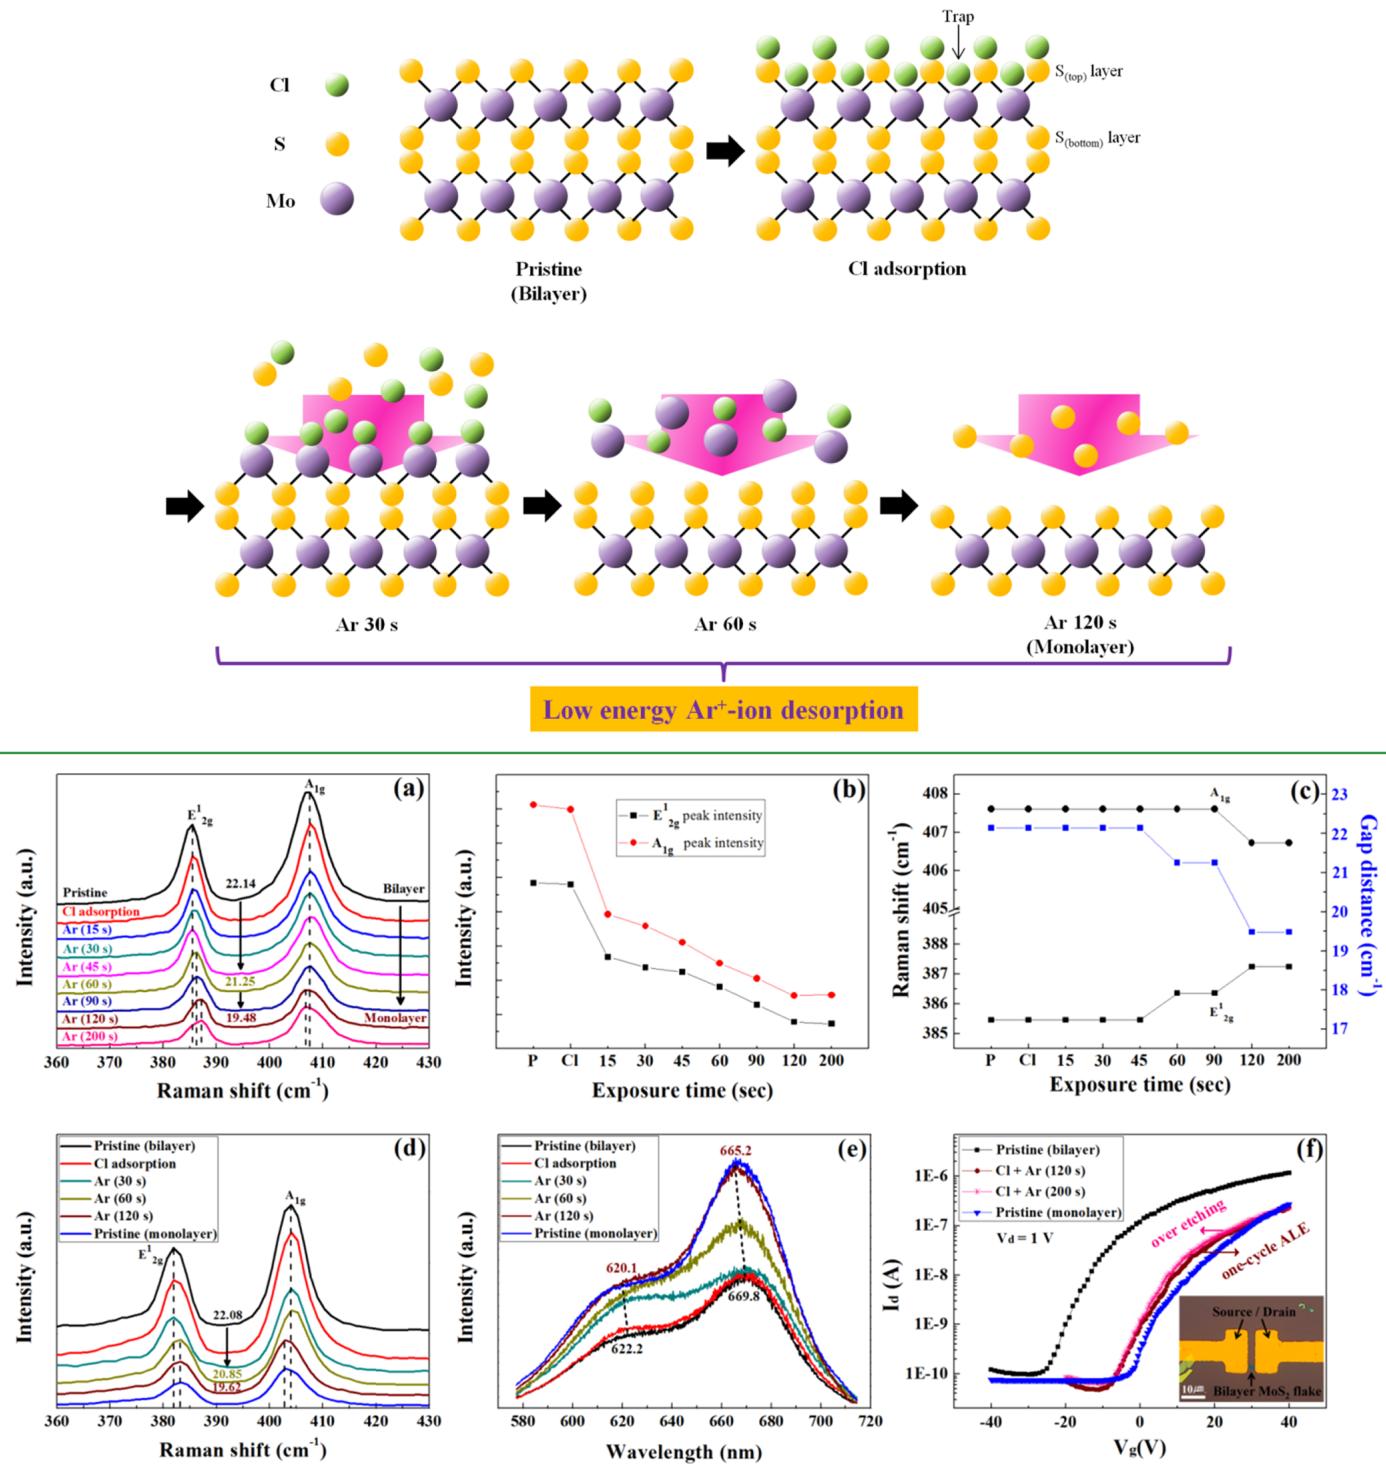 Trap
Cl
S
Mo
S(top) layer
S(bottom) layer
Pristine
(Bilayer)
Cl adsorption
Ar 30 s
Ar 60 s
Ar 120 s
(Monolayer)
Low energy Ar+-ion desorption
(a)
A1g
E12g
22.14
Pristine
Bilayer
Cl adsorption
Ar (15 s)
Ar (30 s)
Ar (45 s)
Ar (60 s)
21.25
Ar (90 s)
19.48
Monolayer
Ar (120 s)
Ar (200 s)
360 370 380 390 400 410 420 430
Raman shift (cm-1)
Intensity (a.u.)
(b)
E12g peak intensity
A1g peak intensity
P Cl 15 30 45 60 90 120 200
Exposure time (sec)
Intensity (a.u.)
(c)
A1g
E12g
408
407
406
405
388
387
386
385
Raman shift (cm-1)
23
22
21
20
19
18
17
Gap distance (cm-1)
P Cl 15 30 45 60 90 120 200
Exposure time (sec)
(d)
Pristine (bilayer)
Cl adsorption
Ar (30 s)
Ar (60 s)
Ar (120 s)
Pristine (monolayer)
A1g
E12g
22.08
20.85
19.62
360 370 380 390 400 410 420 430
Raman shift (cm-1)
Intensity (a.u.)
(e)
Pristine (bilayer)
Cl adsorption
Ar (30 s)
Ar (60 s)
Ar (120 s)
Pristine (monolayer)
665.2
620.1
669.8
622.2
580 600 620 640 660 680 700 720
Wavelength (nm)
Intensity (a.u.)
(f)
Pristine (bilayer)
Cl + Ar (120 s)
Cl + Ar (200 s)
Pristine (monolayer)
Vd = 1 V
over etching
one-cycle ALE
Source / Drain
10 μm
Bilayer MoS2 flake
1E-6
1E-7
1E-8
1E-9
1E-10
Id (A)
-40 -20 0 20 40
Vg(V)